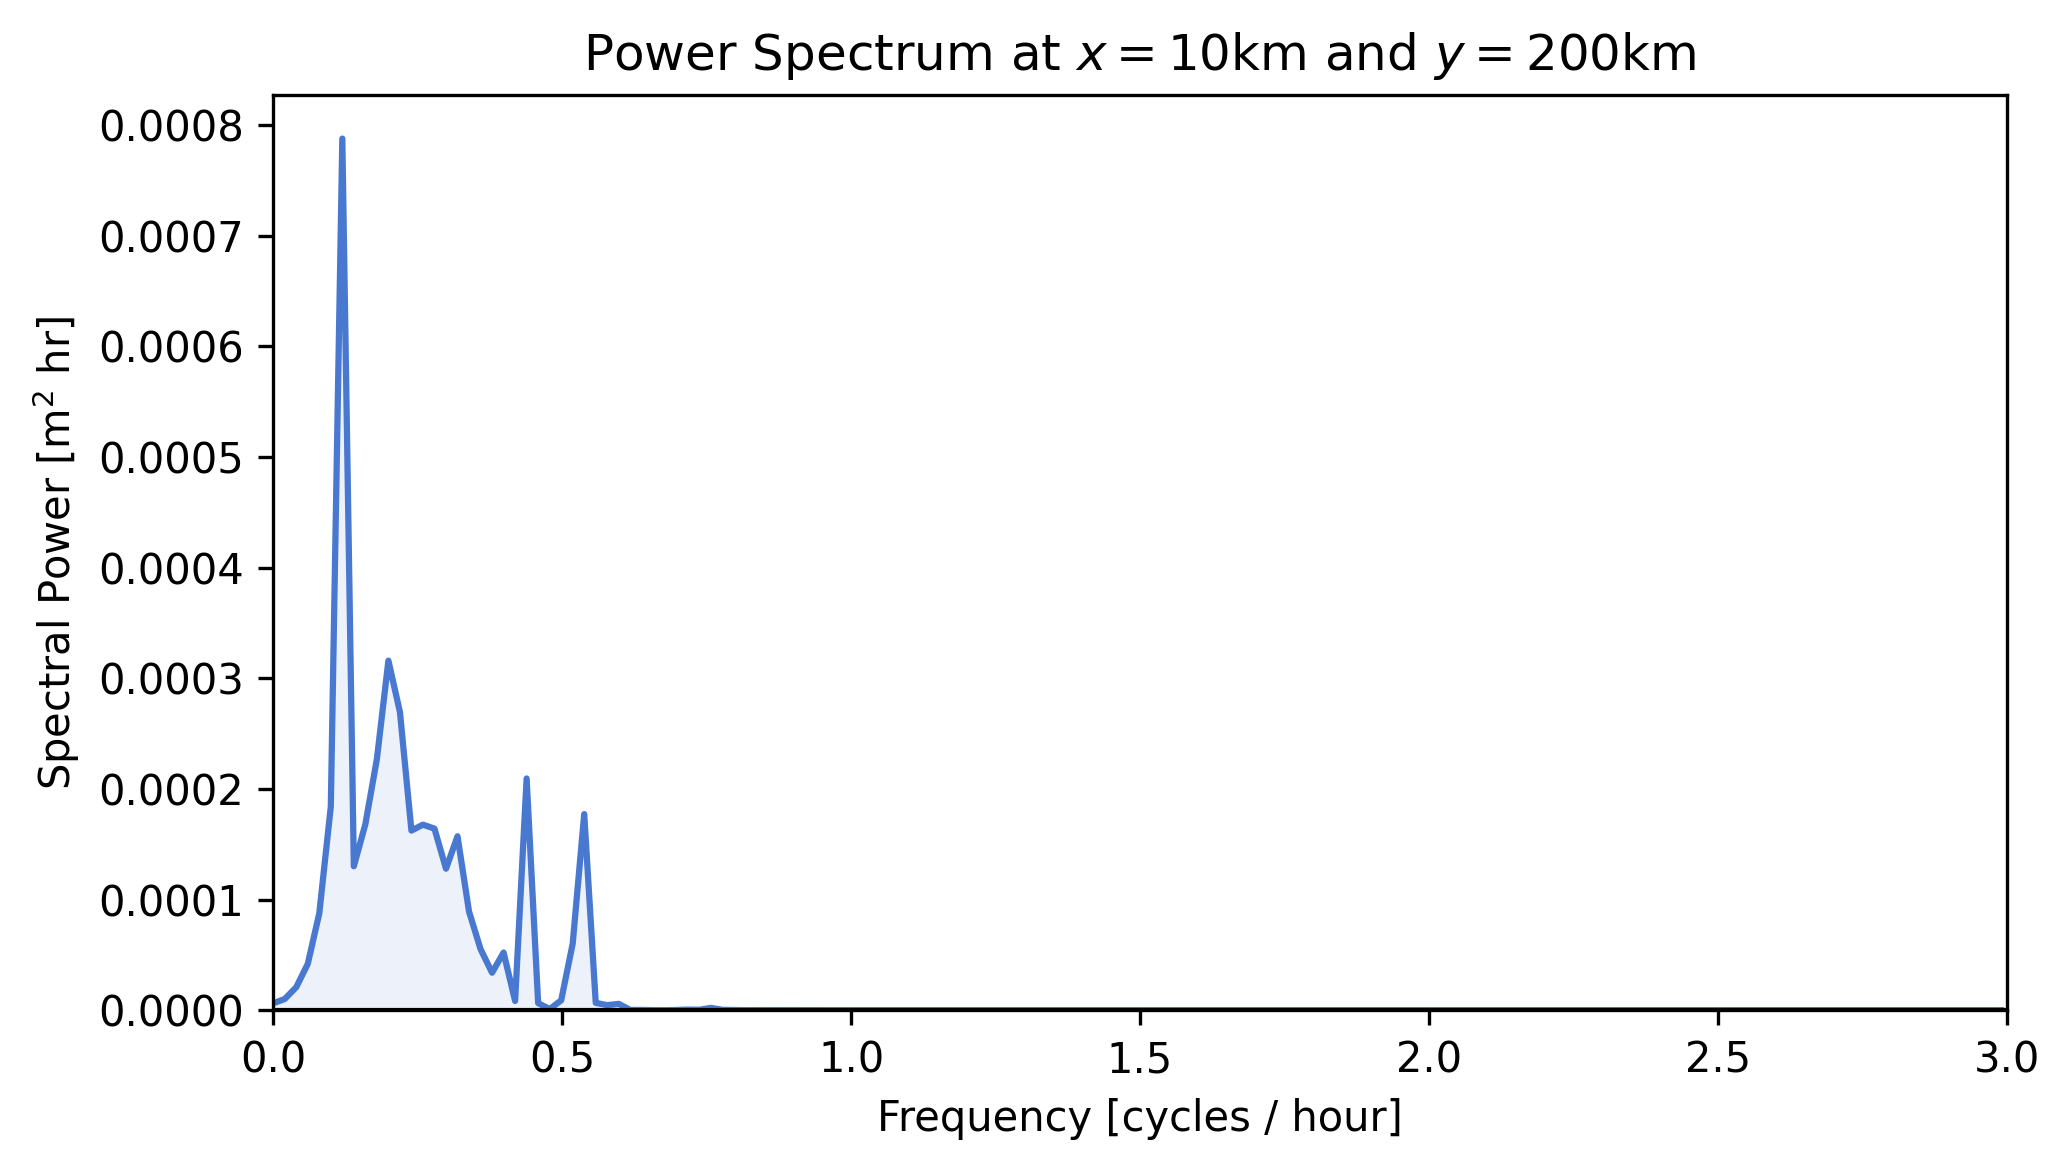 Power Spectrum at x = 10km and y = 200km
Spectral Power [m² hr]
0.0008
0.0007
0.0006
0.0005
0.0004
0.0003
0.0002
0.0001
0.0000
0.0 0.5 1.0 1.5 2.0 2.5 3.0
Frequency [cycles / hour]